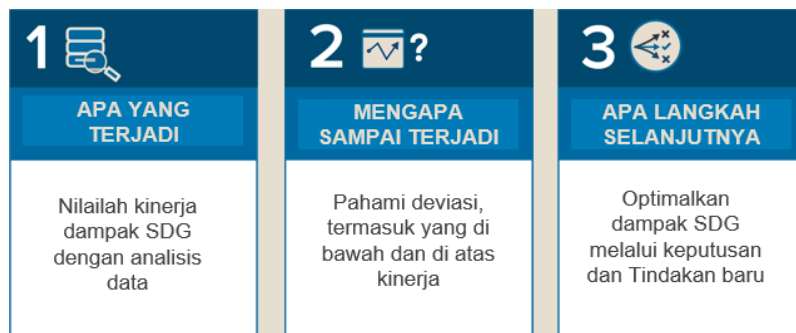 1
APA YANG
TERJADI
Nilailah kinerja
dampak SDG
dengan analisis
data
2 ?
MENGAPA
SAMPAI TERJADI
Pahami deviasi,
termasuk yang di
bawah dan di atas
kinerja
3
APA LANGKAH
SELANJUTNYA
Optimalkan
dampak SDG
melalui keputusan
dan Tindakan baru